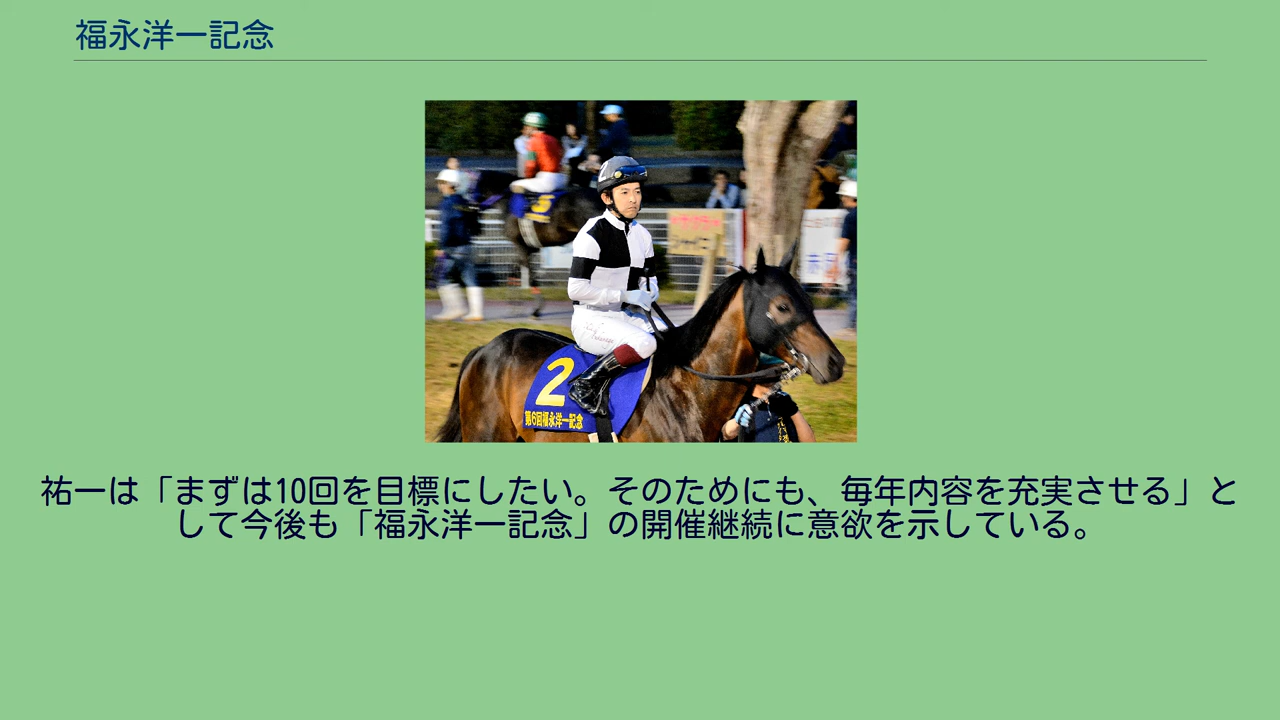 福永洋一記念
2
第6回福永洋一記念
祐一は「まずは10回を目標にしたい。そのためにも、毎年内容を充実させる」と
して今後も「福永洋一記念」の開催継続に意欲を示している。